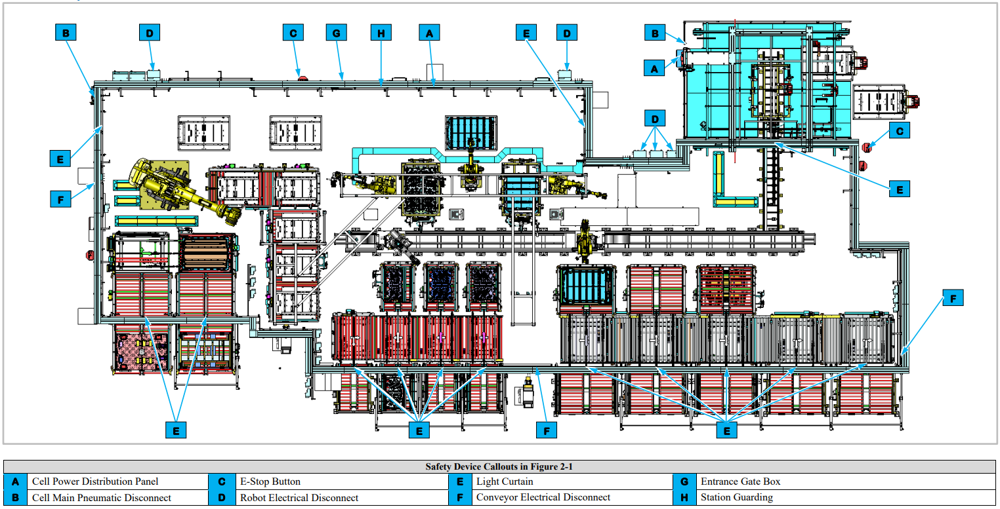 B
D
C
G
H
A
E
D
B
A
D
C
E
E
F
F
E
E
F
E
Safety Device Callouts in Figure 2-1
A Cell Power Distribution Panel C E-Stop Button E Light Curtain G Entrance Gate Box
B Cell Main Pneumatic Disconnect D Robot Electrical Disconnect F Conveyor Electrical Disconnect H Station Guarding